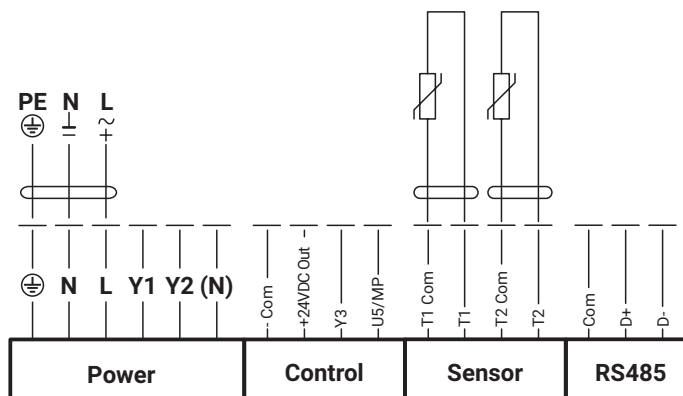 PE N L
+
N L Y1 Y2 (N)
- Com
+24VDC Out -
Y3
U5/MP
T1 Com
T1
T2 Com
T2
Com
D+
D-
Power Control Sensor RS485